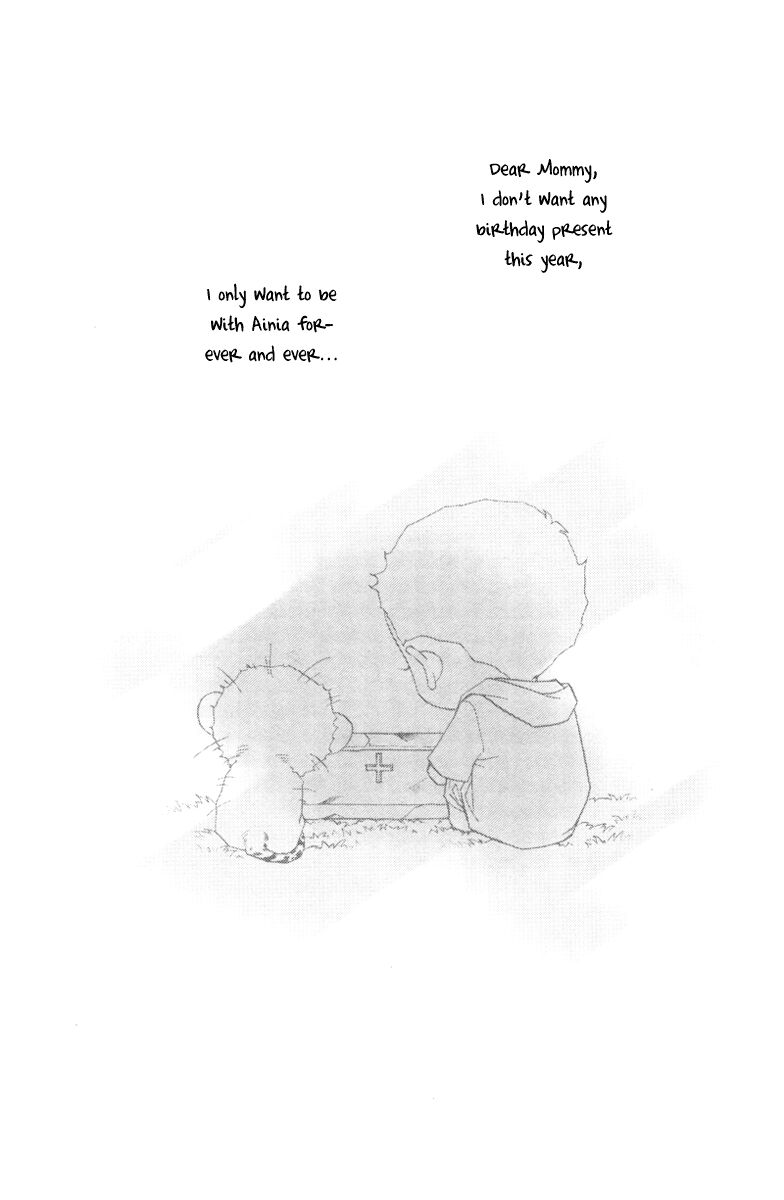 Dear Mommy,
I don't want any
birthday present
this year,
I only want to be
with Ainia for-
ever and ever...